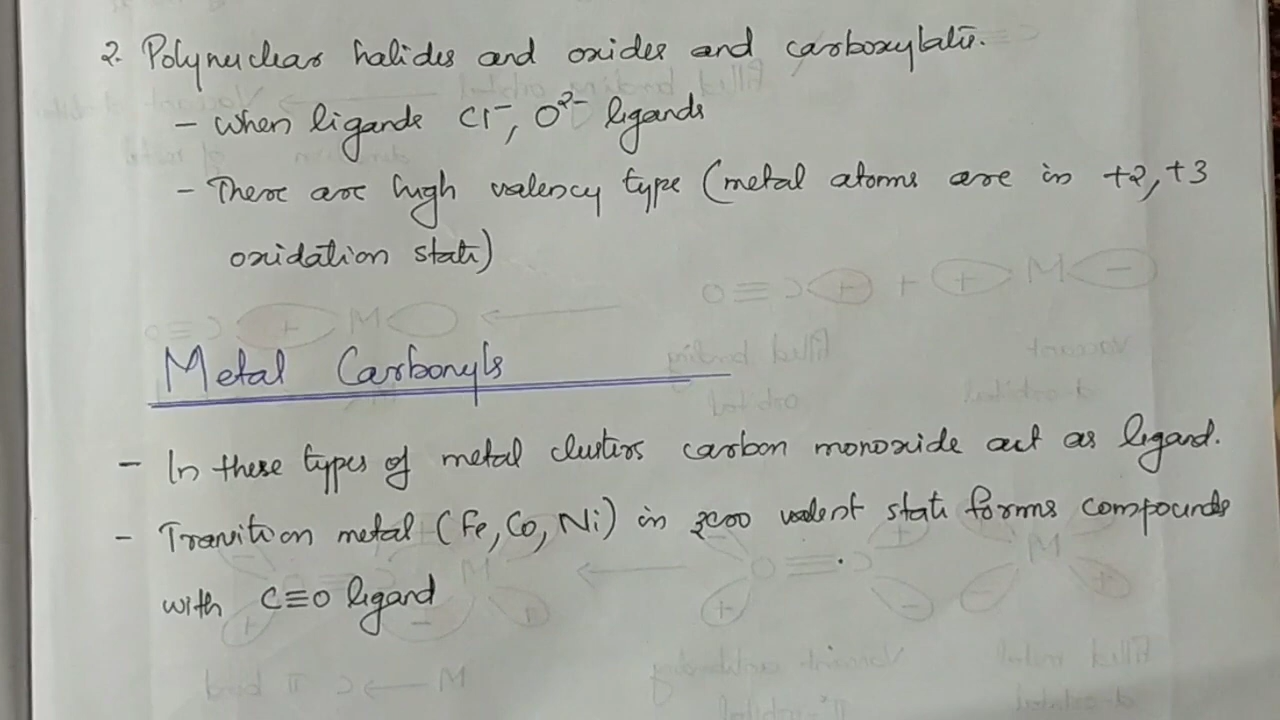 2. Polynuclear halides and oxides and carboxylate.
- When ligands Cl⁻, O²⁻ ligands
- There are high valency type (metal atoms are in +2, +3
oxidation state)
Metal Carbonyls
- In these types of metal clusters carbon monoxide act as ligand.
- Transition metal (Fe, Co, Ni) in zero valent state forms compounds
with C≡O ligand